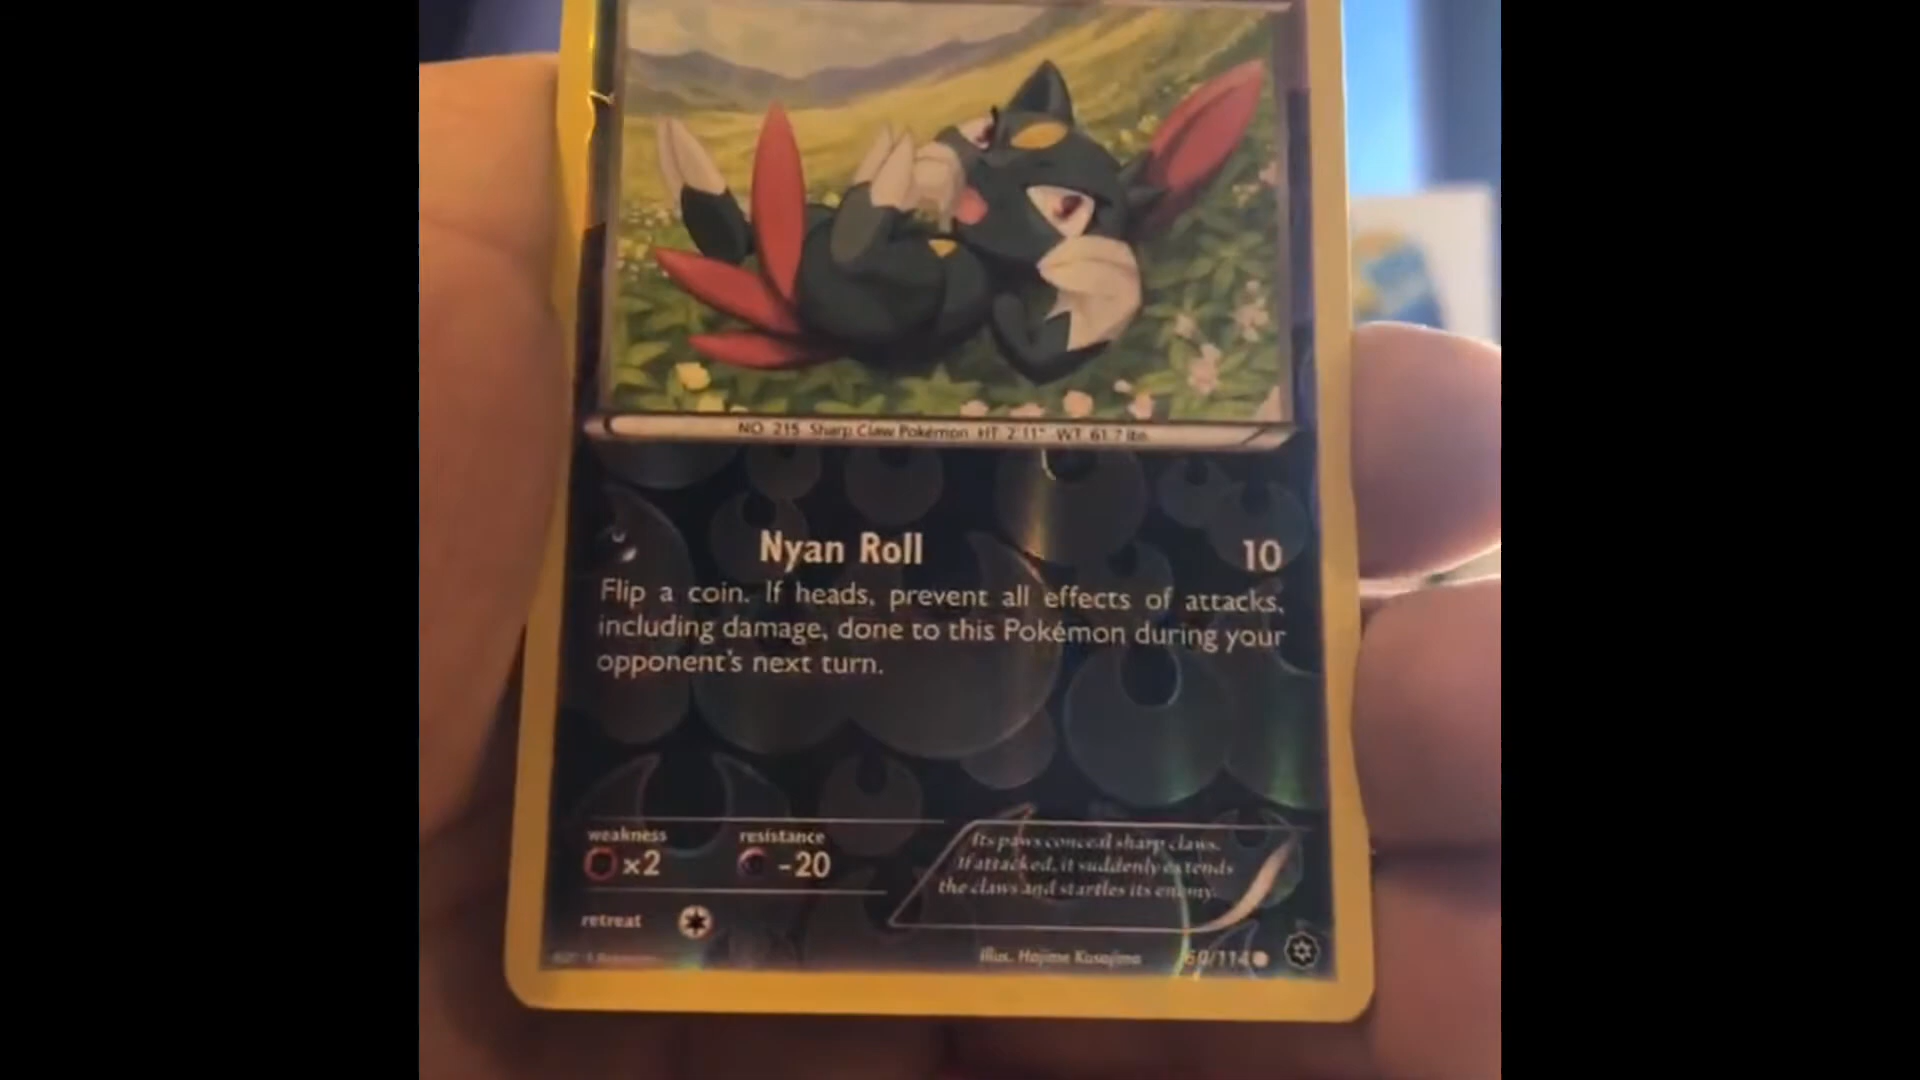 NO. 215 Sharp Claw Pokémon HT: 2'11" WT: 61.7 lbs.
Nyan Roll 10
Flip a coin. If heads, prevent all effects of attacks,
including damage, done to this Pokémon during your
opponent's next turn.
weakness resistance
×2 -20
Its paws conceal sharp claws.
If attacked, it suddenly extends
the claws and startles its enemy.
retreat
Illus. Hajime Kusajima 60/114